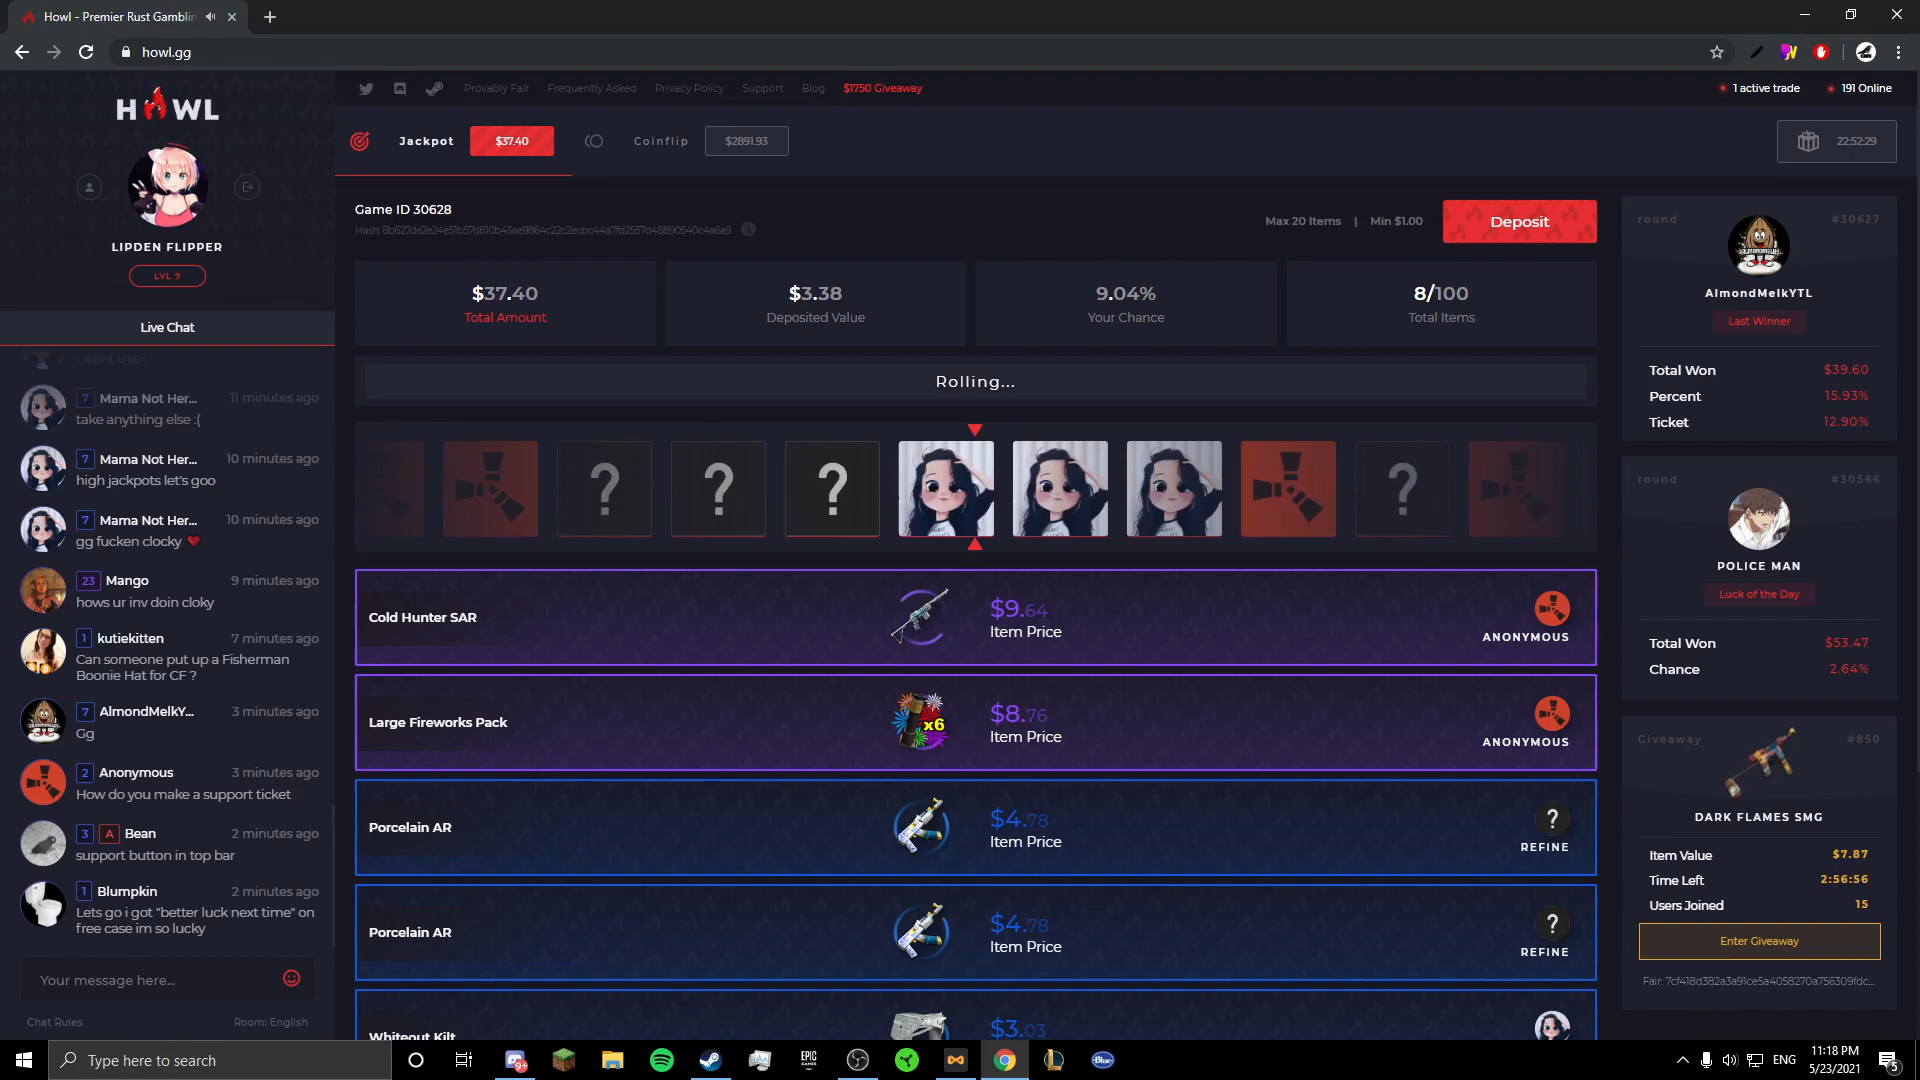 Howl - Premier Rust Gamblin
howl.gg
HOWL
LIPDEN FLIPPER
LVL 9
Live Chat
I want this
7 Mama Not Her... 11 minutes ago
take anything else :(
7 Mama Not Her... 10 minutes ago
high jackpots let's goo
7 Mama Not Her... 10 minutes ago
gg fucken clocky ❤
23 Mango 9 minutes ago
hows ur inv doin cloky
1 kutiekitten 7 minutes ago
Can someone put up a Fisherman
Boonie Hat for CF ?
7 AlmondMelkY... 3 minutes ago
Gg
2 Anonymous 3 minutes ago
How do you make a support ticket
3 A Bean 2 minutes ago
support button in top bar
1 Blumpkin 2 minutes ago
Lets go i got "better luck next time" on
free case im so lucky
Your message here...
Chat Rules Room: English
Provably Fair Frequently Asked Privacy Policy Support Blog $1750 Giveaway
1 active trade 191 Online
Jackpot $37.40 Coinflip $2891.93
22:52:29
Game ID 30628
Hash: 8b627de2e24e51b57d810b43ae9864c22c2ecbc44a7fd2557d48890540c4a6a9
Max 20 Items | Min $1.00
Deposit
$37.40
Total Amount
$3.38
Deposited Value
9.04%
Your Chance
8/100
Total Items
Rolling...
? ? ? ?
Cold Hunter SAR
$9.64
Item Price
ANONYMOUS
Large Fireworks Pack
x6
$8.76
Item Price
ANONYMOUS
Porcelain AR
$4.78
Item Price
?
REFINE
Porcelain AR
$4.78
Item Price
?
REFINE
Whiteout Kilt
$3.03
round #30627
AlmondMelkYTL
Last Winner
Total Won $39.60
Percent 15.93%
Ticket 12.90%
round #30566
POLICE MAN
Luck of the Day
Total Won $53.47
Chance 2.64%
Giveaway #850
DARK FLAMES SMG
Item Value $7.87
Time Left 2:56:56
Users Joined 15
Enter Giveaway
Fair: 7cf418d382a3a91ce5a4058270a756309fdc...
Type here to search
9+
EPIC
GAMES
Blue
ENG
11:18 PM
5/23/2021
5